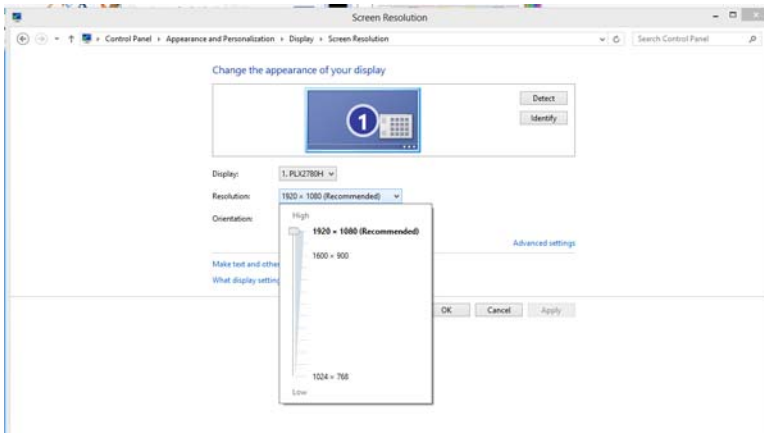 Screen Resolution
Control Panel Appearance and Personalization Display Screen Resolution
Search Control Panel
Change the appearance of your display
1
Detect
Identify
Display:
1. PLX2780H
Resolution:
1920 × 1080 (Recommended)
Orientation:
High
1920 × 1080 (Recommended)
1600 × 900
Advanced settings
Make text and other
What display setting
OK Cancel Apply
1024 × 768
Low